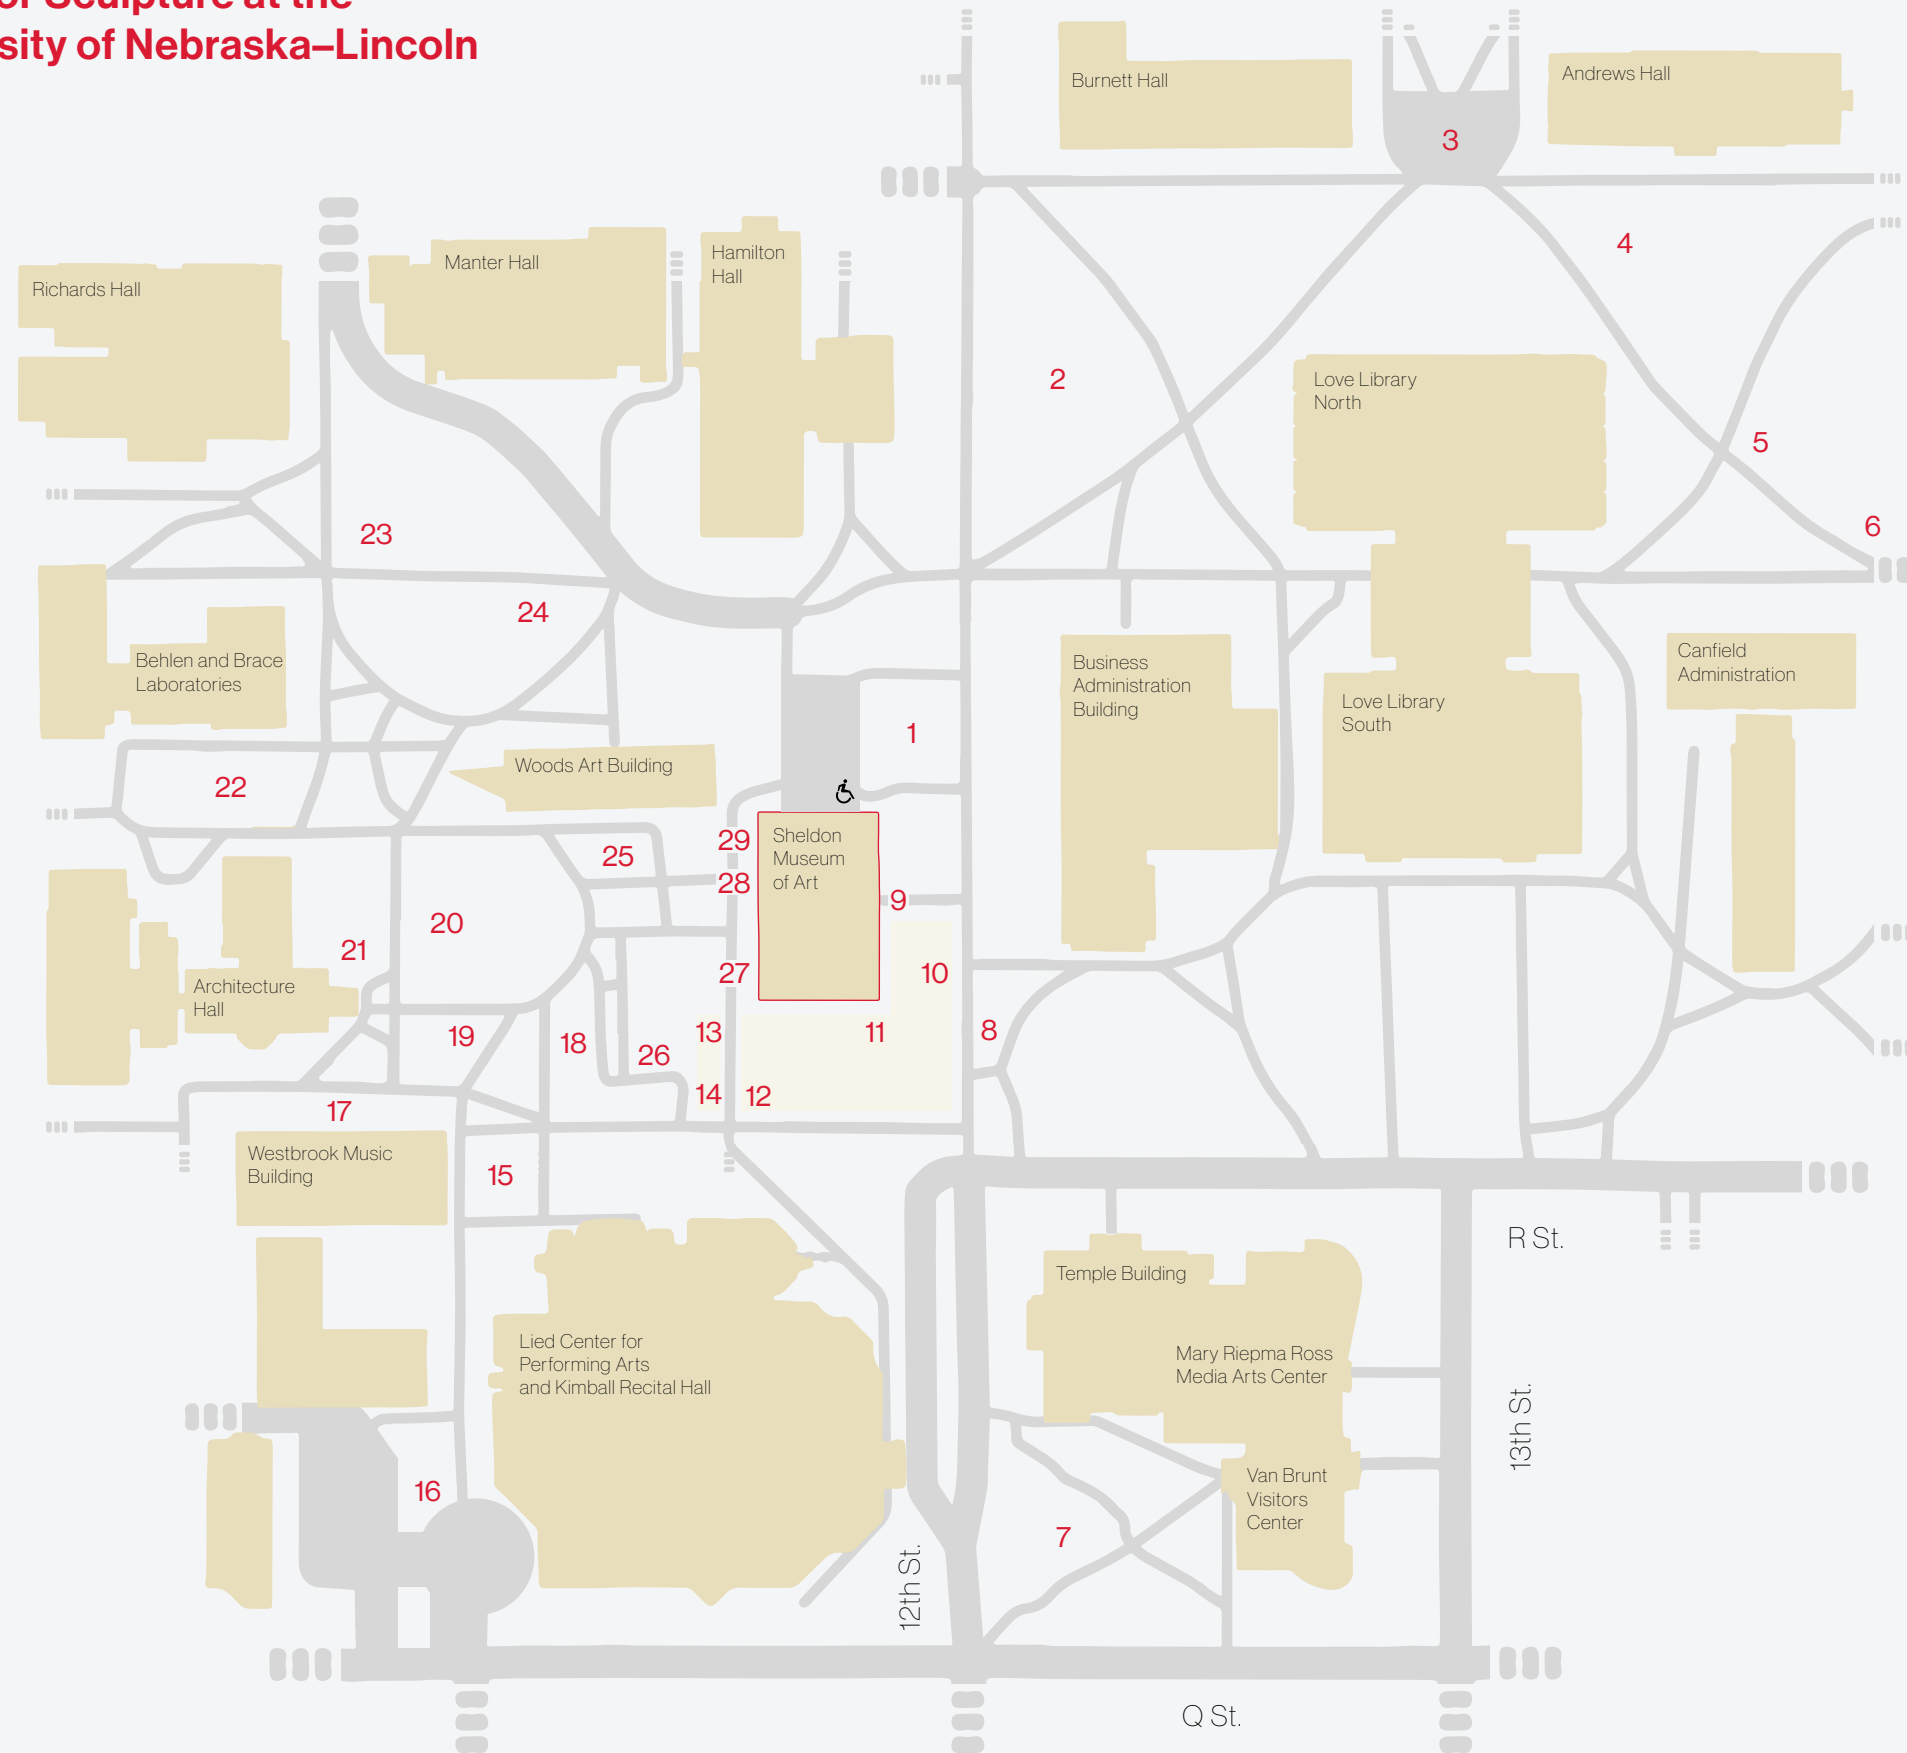 of Sculpture at the
sity of Nebraska–Lincoln
Burnett Hall
Andrews Hall
3
4
Richards Hall
Manter Hall
Hamilton
Hall
2
Love Library
North
5
6
23
24
Behlen and Brace
Laboratories
Business
Administration
Building
Love Library
South
Canfield
Administration
1
22
Woods Art Building
29
Sheldon
Museum
of Art
25
28
9
20
21
27
10
Architecture
Hall
19
18
26
13
11
8
14
12
17
Westbrook Music
Building
15
R St.
Temple Building
Lied Center for
Performing Arts
and Kimball Recital Hall
Mary Riepma Ross
Media Arts Center
13th St.
16
Van Brunt
Visitors
Center
7
12th St.
Q St.